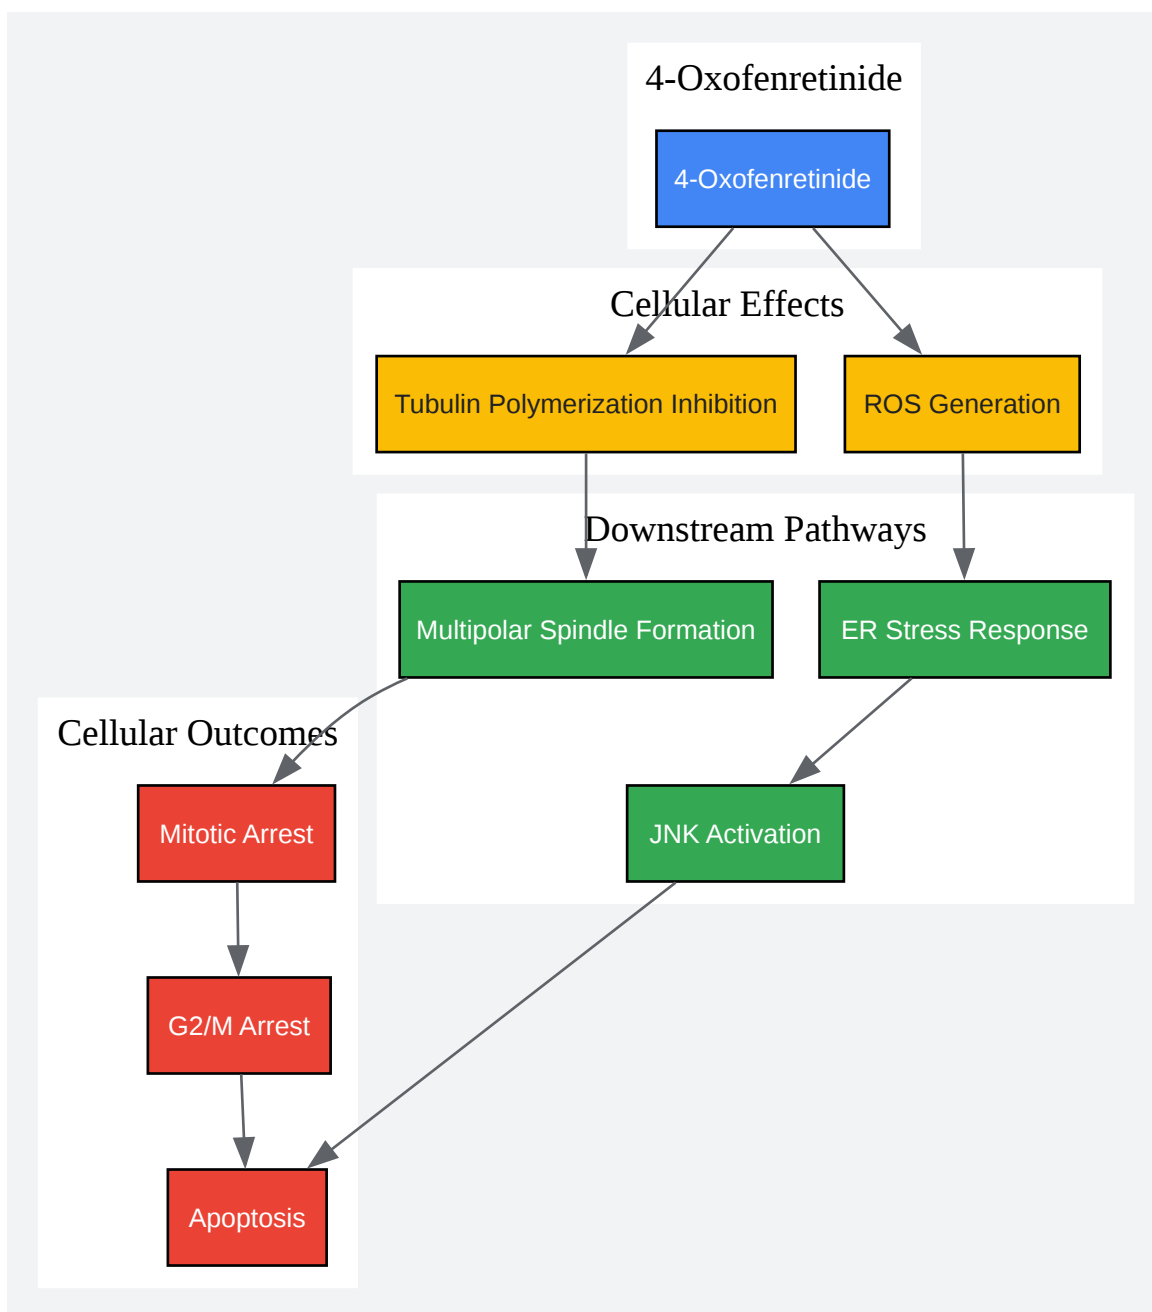 4-Oxofenretinide
4-Oxofenretinide
Cellular Effects
Tubulin Polymerization Inhibition
ROS Generation
Downstream Pathways
Multipolar Spindle Formation
ER Stress Response
Cellular Outcomes
Mitotic Arrest
JNK Activation
G2/M Arrest
Apoptosis